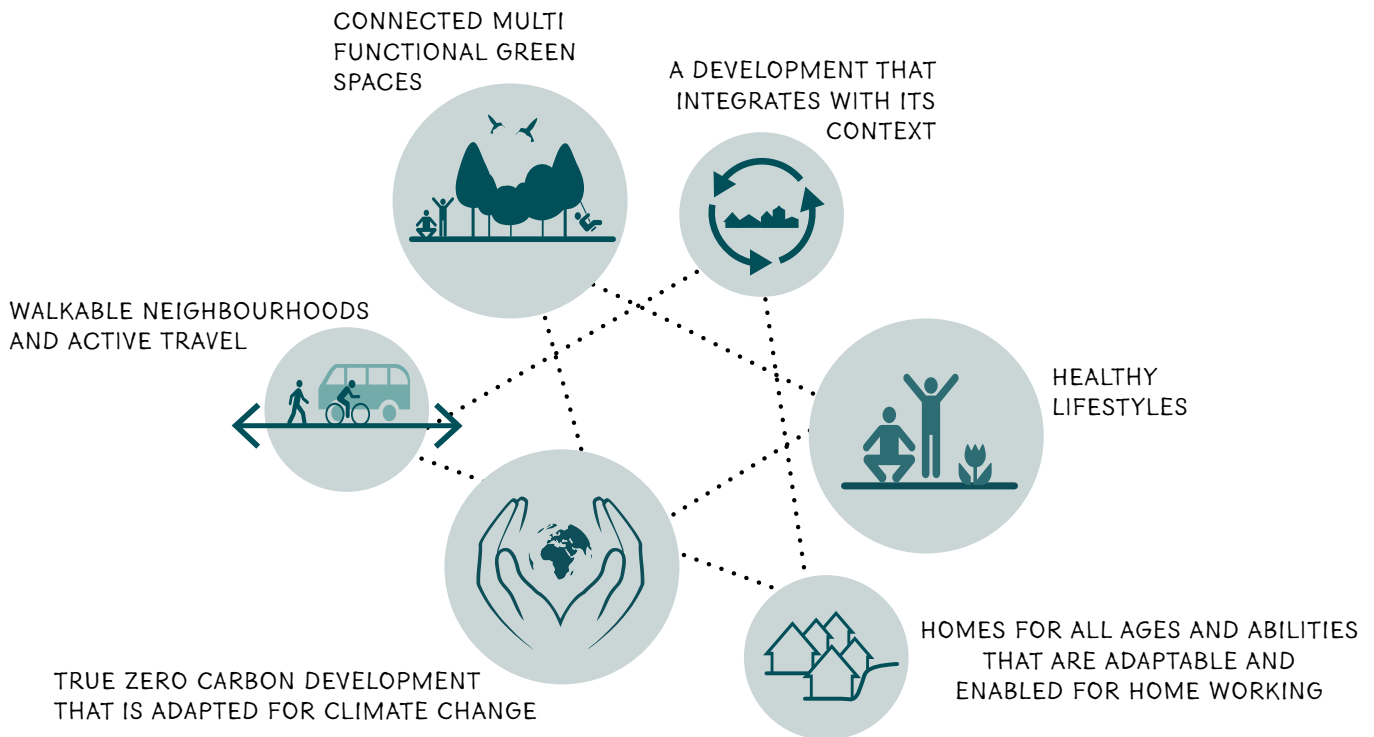 CONNECTED MULTI
FUNCTIONAL GREEN
SPACES
A DEVELOPMENT THAT
INTEGRATES WITH ITS
CONTEXT
WALKABLE NEIGHBOURHOODS
AND ACTIVE TRAVEL
HEALTHY
LIFESTYLES
TRUE ZERO CARBON DEVELOPMENT
THAT IS ADAPTED FOR CLIMATE CHANGE
HOMES FOR ALL AGES AND ABILITIES
THAT ARE ADAPTABLE AND
ENABLED FOR HOME WORKING